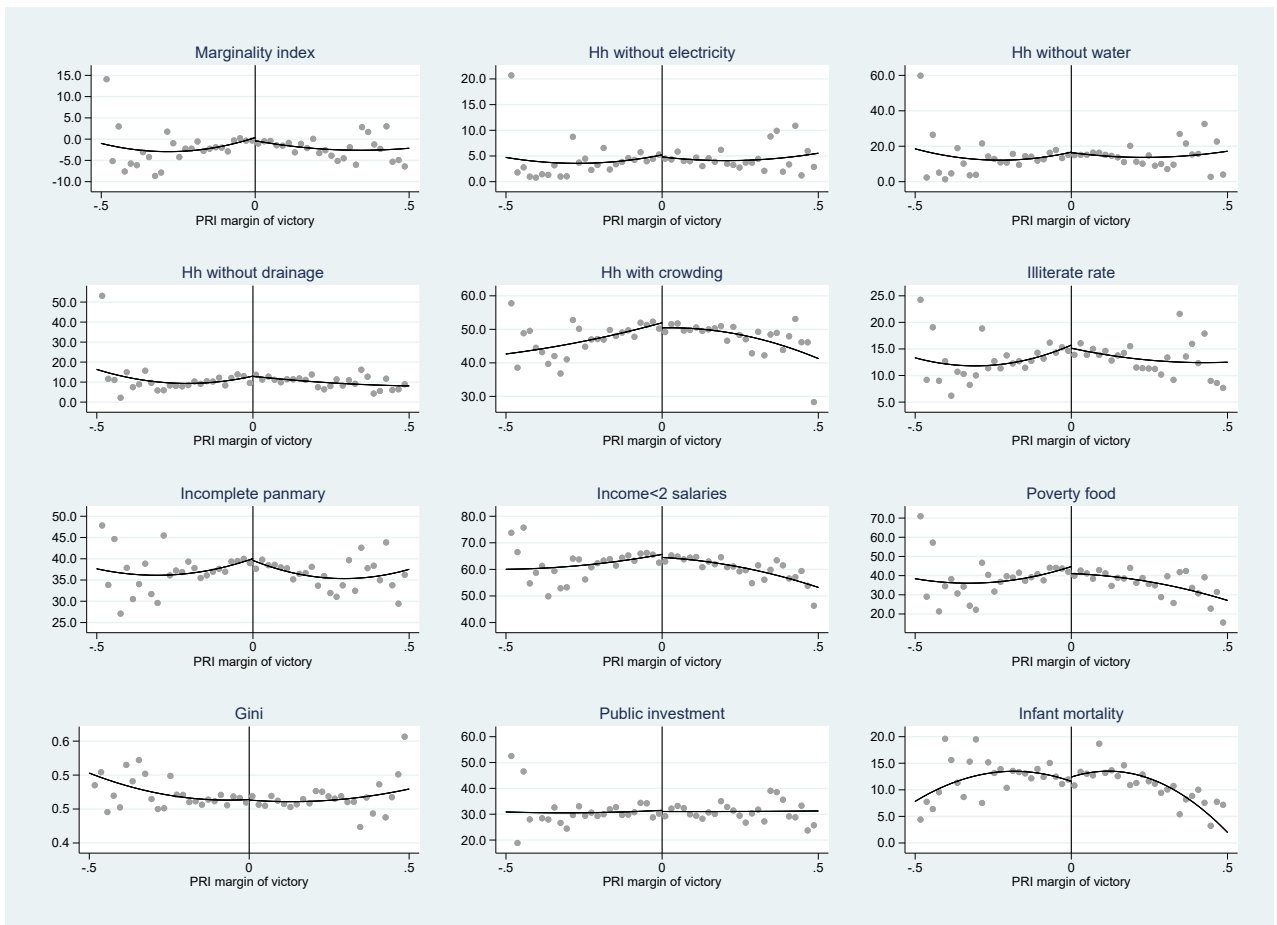 Marginality index
15.0
10.0
5.0
0.0
-5.0
-10.0
-.5 0 .5
PRI margin of victory
Hh without electricity
20.0
15.0
10.0
5.0
0.0
-.5 0 .5
PRI margin of victory
Hh without water
60.0
40.0
20.0
0.0
-.5 0 .5
PRI margin of victory
Hh without drainage
50.0
40.0
30.0
20.0
10.0
0.0
-.5 0 .5
PRI margin of victory
Hh with crowding
60.0
50.0
40.0
30.0
-.5 0 .5
PRI margin of victory
Illiterate rate
25.0
20.0
15.0
10.0
5.0
-.5 0 .5
PRI margin of victory
Incomplete panmary
50.0
45.0
40.0
35.0
30.0
25.0
-.5 0 .5
PRI margin of victory
Income<2 salaries
80.0
70.0
60.0
50.0
40.0
-.5 0 .5
PRI margin of victory
Poverty food
70.0
60.0
50.0
40.0
30.0
20.0
-.5 0 .5
PRI margin of victory
Gini
0.6
0.5
0.5
0.4
-.5 0 .5
PRI margin of victory
Public investment
60.0
50.0
40.0
30.0
20.0
-.5 0 .5
PRI margin of victory
Infant mortality
20.0
15.0
10.0
5.0
0.0
-.5 0 .5
PRI margin of victory